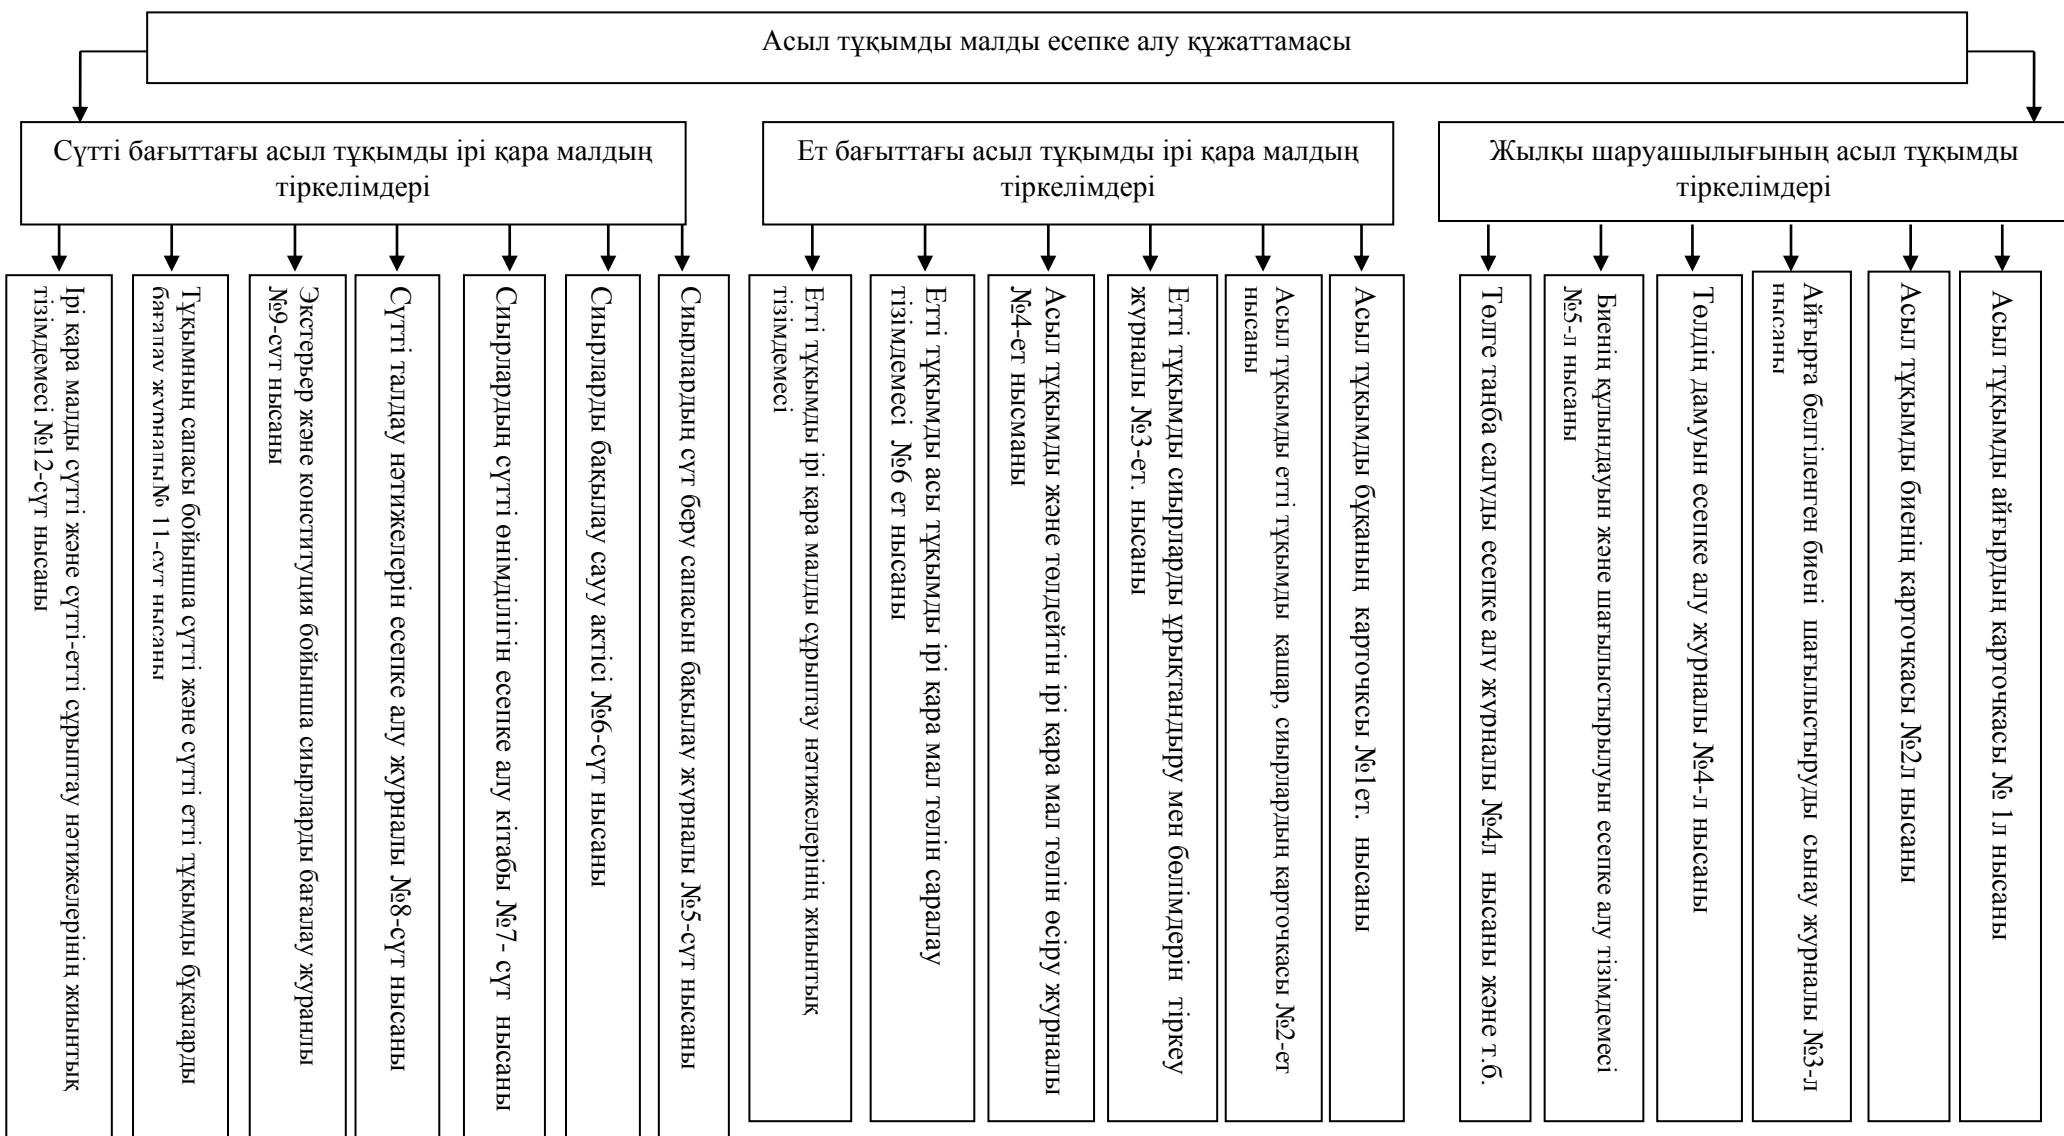 Асыл тұқымды малды есепке алу құжаттамасы
Сүтті бағыттағы асыл тұқымды ірі қара малдың
тіркелімдері
Ет бағыттағы асыл тұқымды ірі қара малдың
тіркелімдері
Жылқы шаруашылығының асыл тұқымды
тіркелімдері
Ірі қара малды сүтті және сүтті-етті сұрыптау нәтижелерінің жиынтық
тізімдемесі №12-сүт нысаны
Тұқымның сапасы бойынша сүтті және сүтті етті тұқымды бұқаларды
бағалау журналы№ 11-сүт нысаны
Экстерьер және конституция бойынша сиырларды бағалау журанлы
№9-сүт нысаны
Сүтті талдау нәтижелерін есепке алу журналы №8-сүт нысаны
Сиырлардың сүтті өнімділігін есепке алу кітабы №7- сүт нысаны
Сиырларды бақылау сауу актісі №6-сүт нысаны
Сиырлардың сүт беру сапасын бақылау журналы №5-сүт нысаны
Етті тұқымды ірі қара малды сұрыптау нәтижелерінің жиынтық
тізімдемесі
Етті тұқымды асы тұқымды ірі қара мал төлін саралау
тізімдемесі №6 ет нысаны
Асыл тұқымды және төлдейтін ірі қара мал төлін өсіру журналы
№4-ет нысманы
Етті тұқымды сиырларды ұрықтандыру мен бөлімдерін тіркеу
журналы №3-ет. нысаны
Асыл тұқымды етті тұқымды қашар, сиырлардың карточкасы №2-ет
нысаны
Асыл тұқымды бұқаның карточксы №1ет. нысаны
Төлге таңба салуды есепке алу журналы №4л нысаны және т.б.
Биенің құлындауын және шағылыстырылуын есепке алу тізімдемесі
№5-л нысаны
Төлдің дамуын есепке алу журналы №4-л нысаны
Айғырға белгіленген биені шағылыстыруды сынау журналы №3-л
нысаны
Асыл тұқымды биенің карточкасы №2л нысаны
Асыл тұқымды айғырдың карточкасы № 1л нысаны